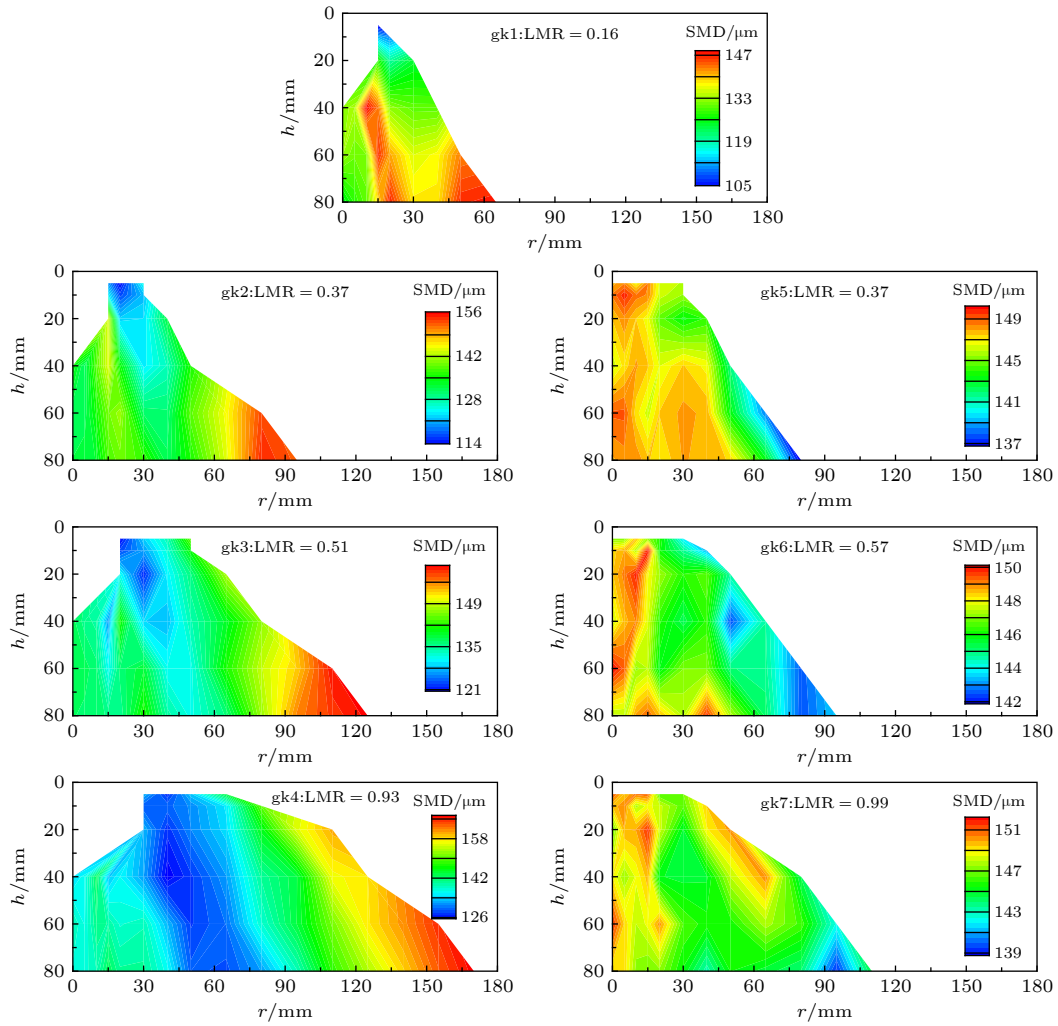 gk1:LMR = 0.16
SMD/μm
147
133
119
105
0
20
40
60
80
h/mm
0 30 60 90 120 150 180
r/mm
gk2:LMR = 0.37
SMD/μm
156
142
128
114
0
20
40
60
80
h/mm
0 30 60 90 120 150 180
r/mm
gk5:LMR = 0.37
SMD/μm
149
145
141
137
0
20
40
60
80
h/mm
0 30 60 90 120 150 180
r/mm
gk3:LMR = 0.51
SMD/μm
149
135
121
0
20
40
60
80
h/mm
0 30 60 90 120 150 180
r/mm
gk6:LMR = 0.57
SMD/μm
150
148
146
144
142
0
20
40
60
80
h/mm
0 30 60 90 120 150 180
r/mm
gk4:LMR = 0.93
SMD/μm
158
142
126
0
20
40
60
80
h/mm
0 30 60 90 120 150 180
r/mm
gk7:LMR = 0.99
SMD/μm
151
147
143
139
0
20
40
60
80
h/mm
0 30 60 90 120 150 180
r/mm